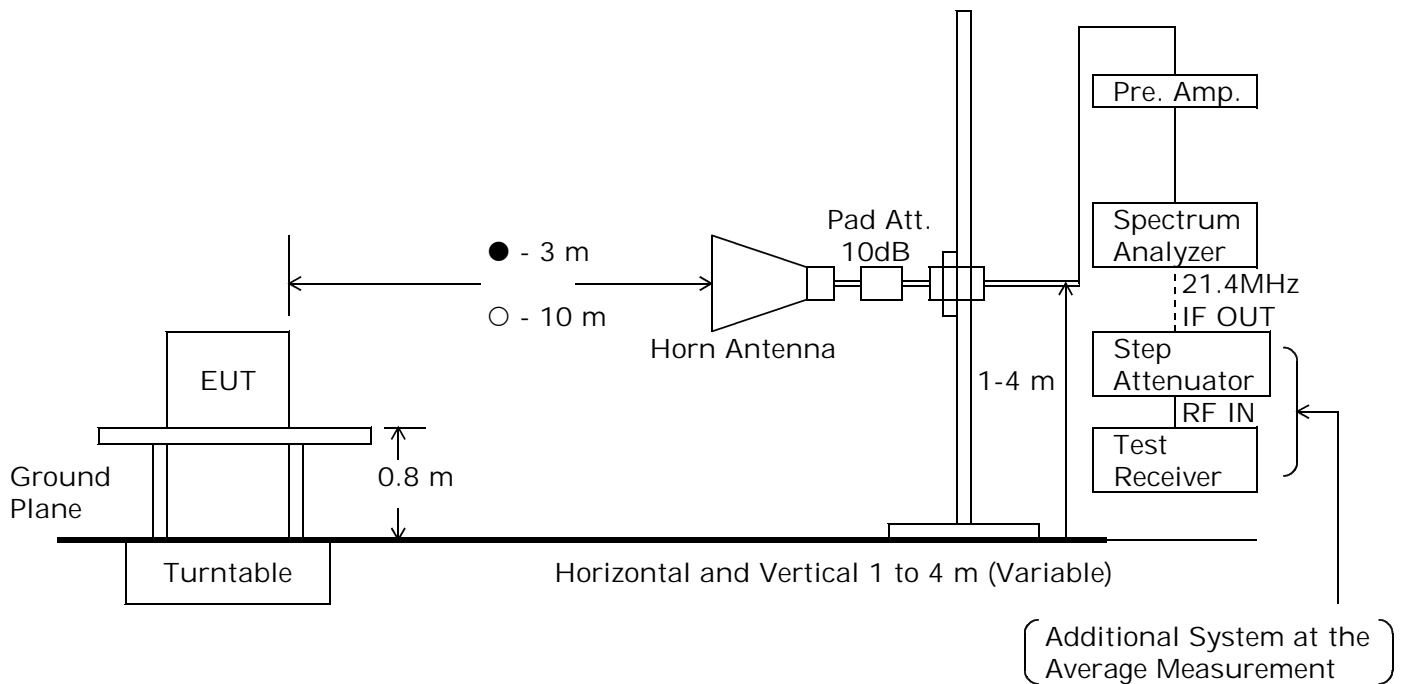 Pre. Amp.
Pad Att.
10dB
Spectrum
Analyzer
● - 3 m
○ - 10 m
21.4MHz
IF OUT
Horn Antenna
Step
Attenuator
EUT
1-4 m
RF IN
Test
Receiver
0.8 m
Ground
Plane
Turntable
Horizontal and Vertical 1 to 4 m (Variable)
Additional System at the
Average Measurement